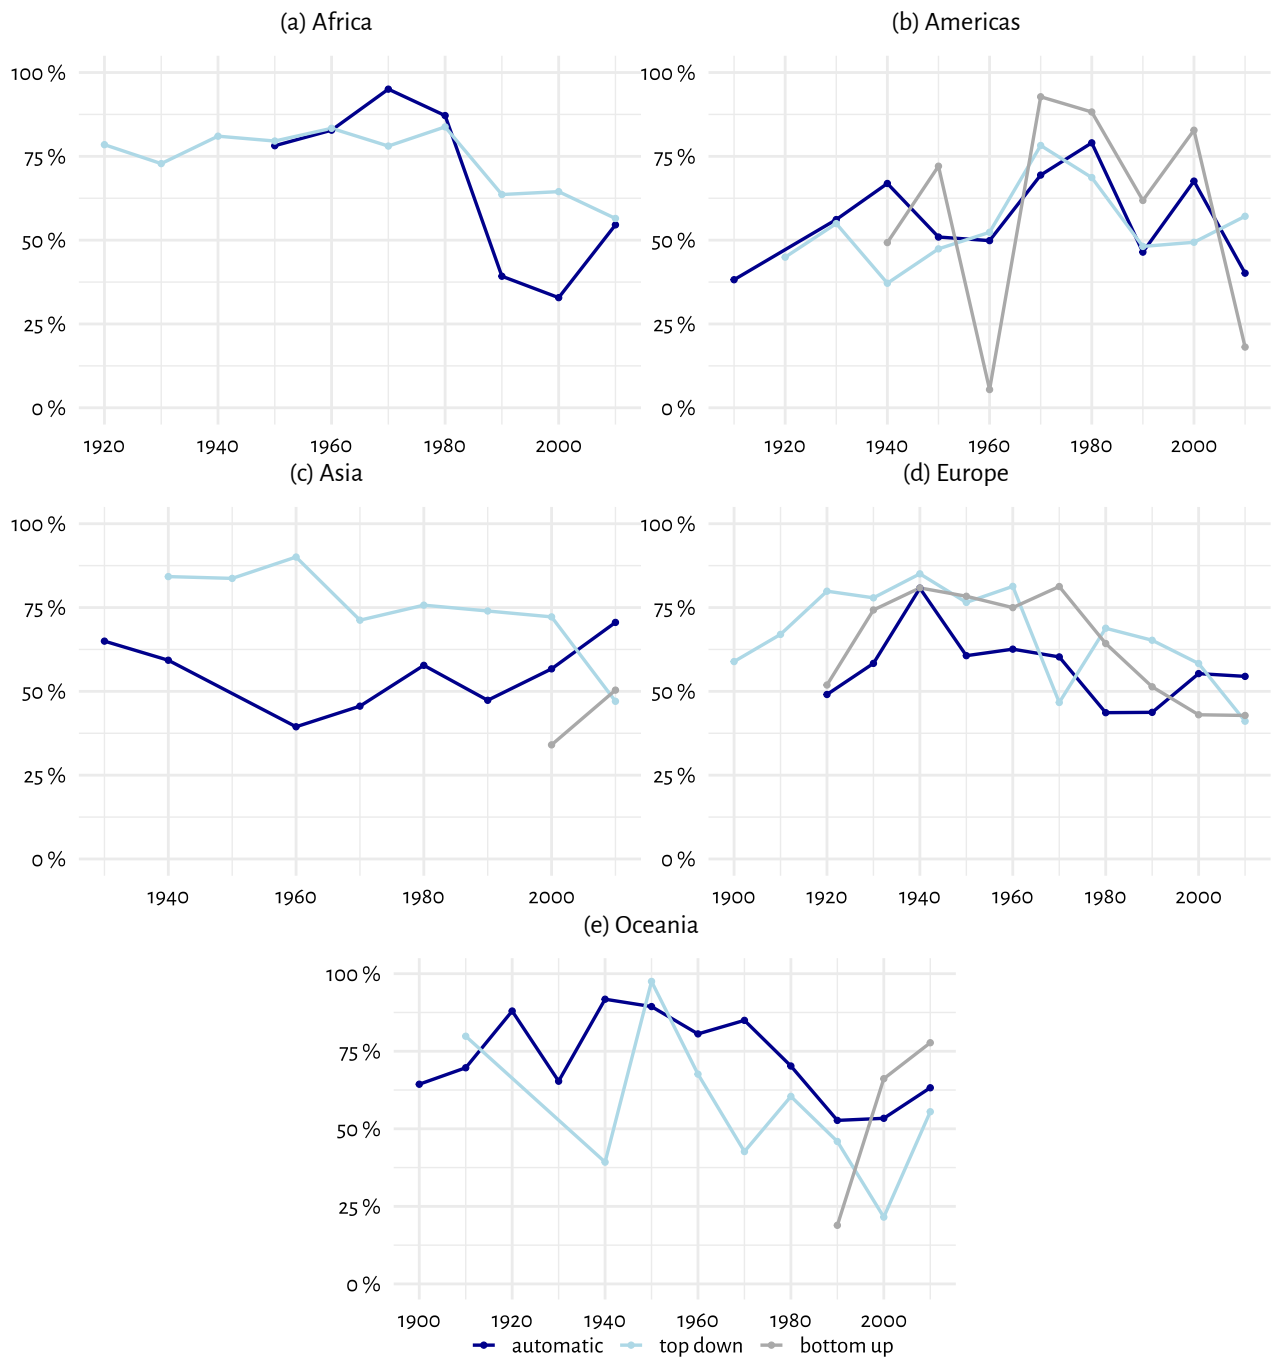 (a) Africa
(b) Americas
100 %
75 %
50 %
25 %
0 %
1920 1940 1960 1980 2000
100 %
75 %
50 %
25 %
0 %
1920 1940 1960 1980 2000
(c) Asia
(d) Europe
100 %
75 %
50 %
25 %
0 %
1940 1960 1980 2000
100 %
75 %
50 %
25 %
0 %
1900 1920 1940 1960 1980 2000
(e) Oceania
100 %
75 %
50 %
25 %
0 %
1900 1920 1940 1960 1980 2000
automatic top down bottom up